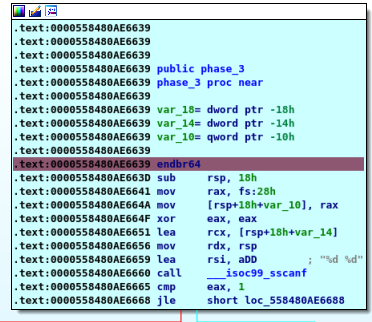 .text:0000558480AE6639
.text:0000558480AE6639
.text:0000558480AE6639
.text:0000558480AE6639 public phase_3
.text:0000558480AE6639 phase_3 proc near
.text:0000558480AE6639
.text:0000558480AE6639 var_18= dword ptr -18h
.text:0000558480AE6639 var_14= dword ptr -14h
.text:0000558480AE6639 var_10= qword ptr -10h
.text:0000558480AE6639
.text:0000558480AE6639 endbr64
.text:0000558480AE663D sub rsp, 18h
.text:0000558480AE6641 mov rax, fs:28h
.text:0000558480AE664A mov [rsp+18h+var_10], rax
.text:0000558480AE664F xor eax, eax
.text:0000558480AE6651 lea rcx, [rsp+18h+var_14]
.text:0000558480AE6656 mov rdx, rsp
.text:0000558480AE6659 lea rsi, aDD ; "%d %d"
.text:0000558480AE6660 call ___isoc99_sscanf
.text:0000558480AE6665 cmp eax, 1
.text:0000558480AE6668 jle short loc_558480AE6688